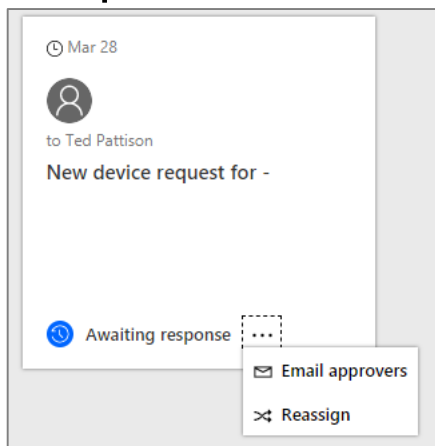 Mar 28
to Ted Pattison
New device request for -
Awaiting response ...
Email approvers
Reassign